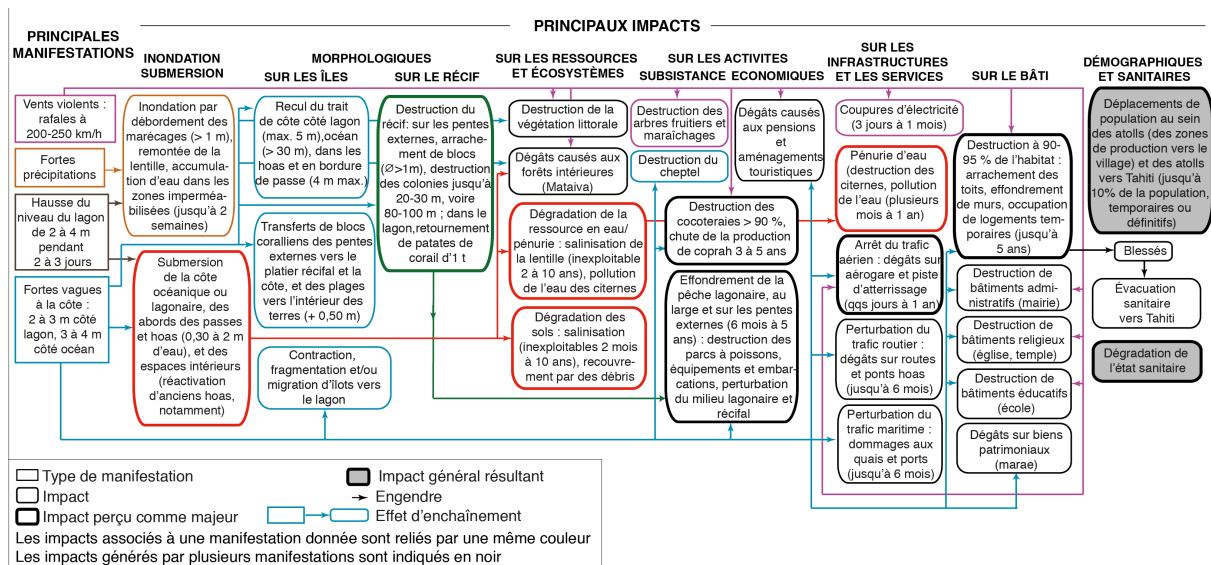 PRINCIPAUX IMPACTS
PRINCIPALES
MANIFESTATIONS
INONDATION
SUBMERSION
MORPHOLOGIQUES
SUR LES ÎLES
SUR LE RÉCIF
SUR LES RESSOURCES
ET ÉCOSYSTÈMES
SUR LES ACTIVITES
SUBSISTANCE
ECONOMIQUES
SUR LES
INFRASTRUCTURES
ET LES SERVICES
SUR LE BÂTI
DÉMOGRAPHIQUES
ET SANITAIRES
Vents violents :
rafales à
200-250 km/h
Fortes
précipitations
Hausse du
niveau du lagon
de 2 à 4 m
pendant
2 à 3 jours
Fortes vagues
à la côte :
2 à 3 m côté
lagon, 3 à 4 m
côté océan
Inondation par
débordement des
marécages (> 1 m),
remontée de la
lentille, accumula-
tion d'eau dans les
zones imperméa-
bilisées (jusqu'à 2
semaines)
Submersion
de la côte
océanique ou
lagonaire, des
abords des passes
et hoas (0,30 à 2 m
d'eau), et des
espaces intérieurs
(réactivation
d'anciens hoas,
notamment)
Recul du trait
de côte côté lagon
(max. 5 m),océan
(> 30 m), dans les
hoas et en bordure
de passe (4 m max.)
Transferts de blocs
coralliens des pentes
externes vers le
platier récifal et la
côte, et des plages
vers l'intérieur des
terres (+ 0,50 m)
Contraction,
fragmentation et/ou
migration d'îlots vers
le lagon
Destruction du
récif: sur les pentes
externes, arrache-
ment de blocs
(Ø>1m), destruction
des colonies jusqu'à
20-30 m, voire
80-100 m ; dans le
lagon,retournement
de patates de
corail d'1 t
Destruction de la
végétation littorale
Dégâts causés aux
forêts intérieures
(Mataiva)
Dégradation de la
ressource en eau/
pénurie : salinisation de
la lentille (inexploitable
2 à 10 ans), pollution
de l'eau des citernes
Dégradation des
sols : salinisation
(inexploitables 2 mois
à 10 ans), recouvre-
ment par des débris
Destruction des
arbres fruitiers et
maraîchages
Destruction du
cheptel
Dégâts causés
aux pensions et
aménagements
touristiques
Destruction des
cocoteraies > 90 %,
chute de la production
de coprah 3 à 5 ans
Effondrement de la
pêche lagonaire, au
large et sur les pentes
externes (6 mois à 5
ans) : destruction des
parcs à poissons,
équipements et embar-
cations, perturbation
du milieu lagonaire et
récifal
Coupures d'électricité
(3 jours à 1 mois)
Pénurie d'eau
(destruction des
citernes, pollution
de l'eau (plusieurs
mois à 1 an)
Arrêt du trafic
aérien : dégâts sur
aérogare et piste
d'atterrissage
(qqs jours à 1 an)
Perturbation du
trafic routier :
dégâts sur routes
et ponts hoas
(jusqu'à 6 mois)
Perturbation du
trafic maritime :
dommages aux
quais et ports
(jusqu'à 6 mois)
Destruction à 90-
95 % de l'habitat :
arrachement des
toits, effondrement
de murs, occupation
de logements tem-
poraires (jusqu'à
5 ans)
Destruction de
bâtiments admi-
nistratifs (mairie)
Destruction de
bâtiments religieux
(église, temple)
Destruction de
bâtiments éducatifs
(école)
Dégâts sur biens
patrimoniaux
(marae)
Déplacements de
population au sein
des atolls (des zones
de production vers le
village) et des atolls
vers Tahiti (jusqu'à
10% de la population,
temporaires ou
définitifs)
Blessés
Évacuation
sanitaire
vers Tahiti
Dégradation de
l'état sanitaire
Type de manifestation
Impact
Impact perçu comme majeur
Impact général résultant
Engendre
Effet d'enchaînement
Les impacts associés à une manifestation donnée sont reliés par une même couleur
Les impacts générés par plusieurs manifestations sont indiqués en noir